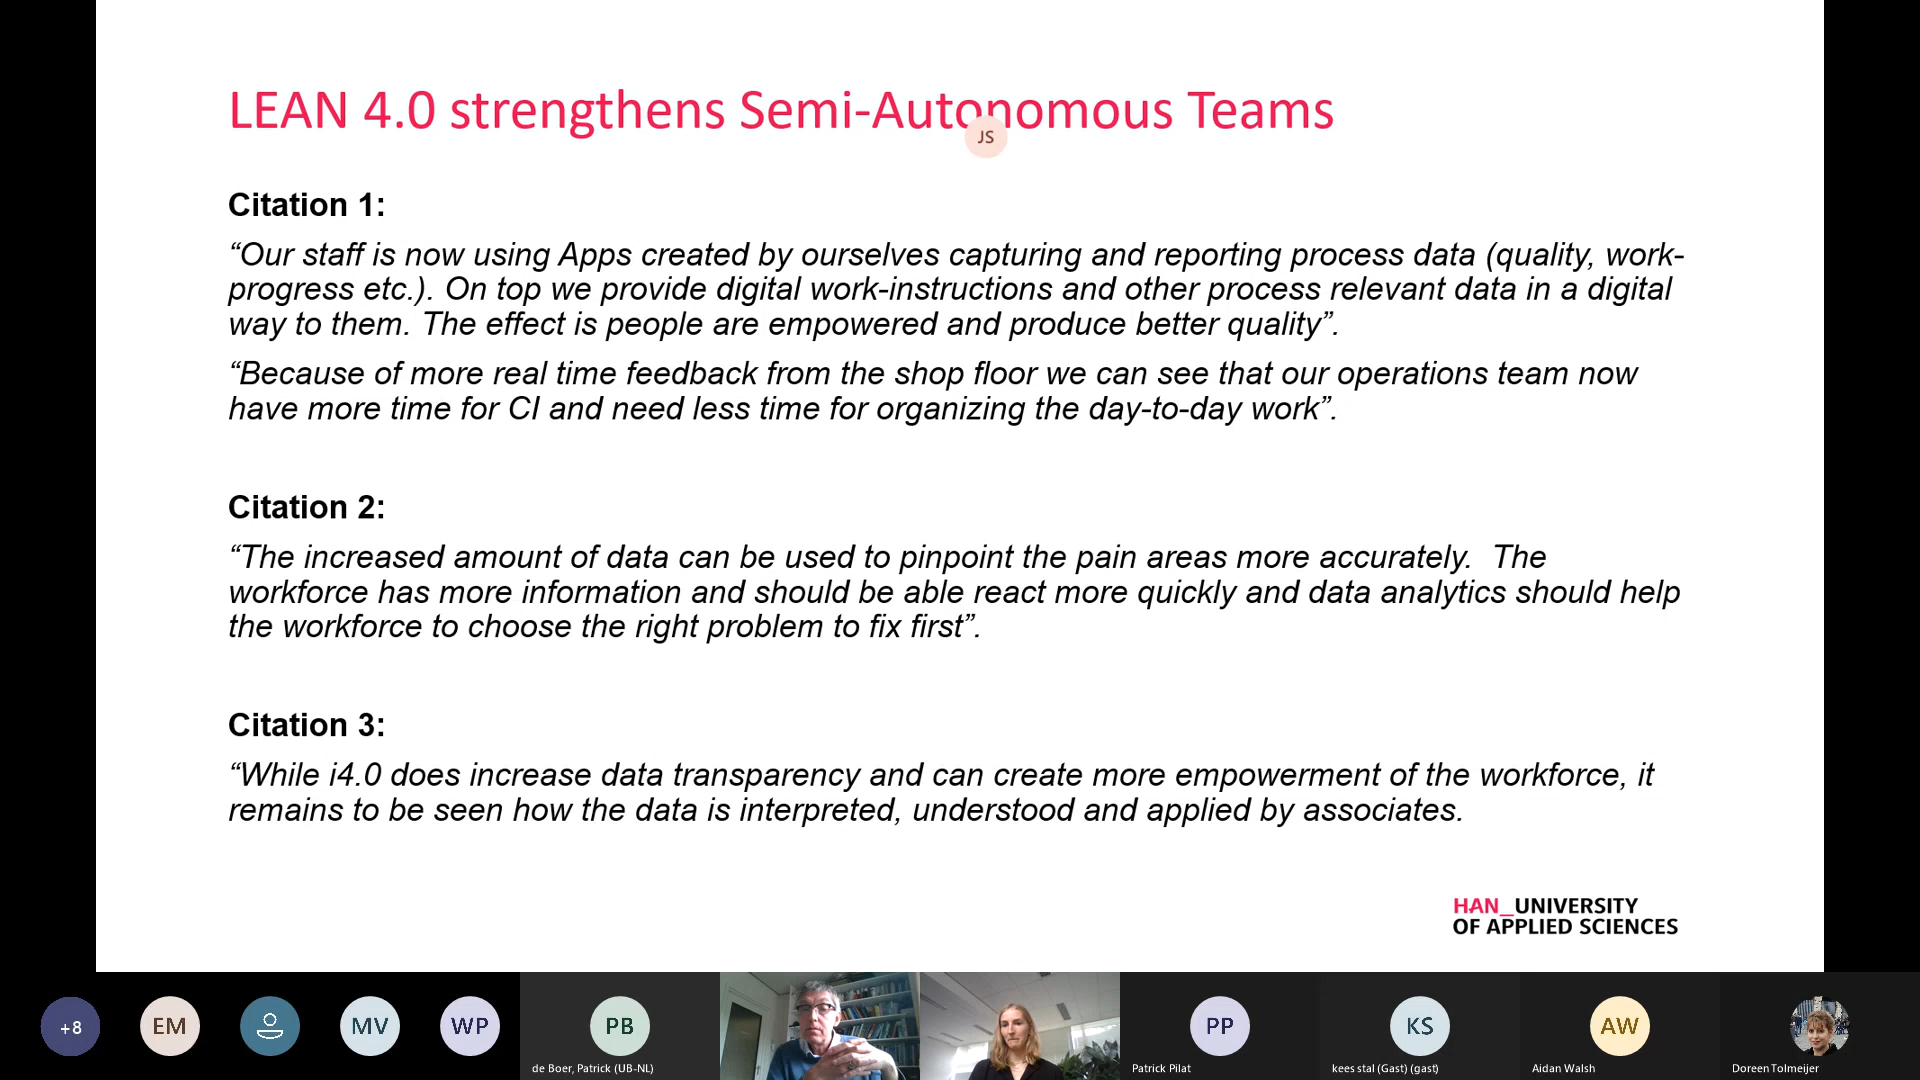 LEAN 4.0 strengthens Semi-Autonomous Teams
JS
Citation 1:
“Our staff is now using Apps created by ourselves capturing and reporting process data (quality, work-
progress etc.). On top we provide digital work-instructions and other process relevant data in a digital
way to them. The effect is people are empowered and produce better quality”.
“Because of more real time feedback from the shop floor we can see that our operations team now
have more time for CI and need less time for organizing the day-to-day work”.
Citation 2:
“The increased amount of data can be used to pinpoint the pain areas more accurately.  The
workforce has more information and should be able react more quickly and data analytics should help
the workforce to choose the right problem to fix first”.
Citation 3:
“While i4.0 does increase data transparency and can create more empowerment of the workforce, it
remains to be seen how the data is interpreted, understood and applied by associates.
HAN_UNIVERSITY
OF APPLIED SCIENCES
+8
EM
MV
WP
PB
PP
KS
AW
de Boer, Patrick (UB-NL)
Patrick Pilat
kees stal (Gast) (gast)
Aidan Walsh
Doreen Tolmeijer